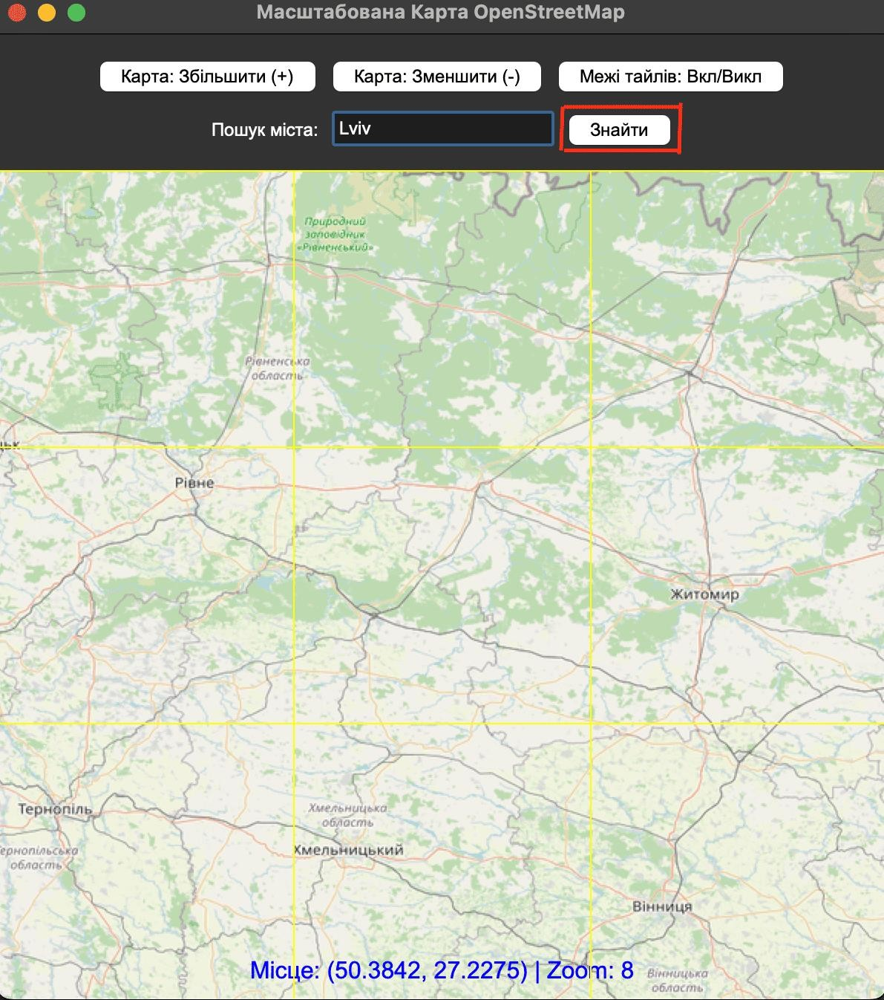 Масштабована Карта OpenStreetMap
Карта: Збільшити (+)
Карта: Зменшити (-)
Межі тайлів: Вкл/Викл
Пошук міста:
Lviv
Знайти
Природний
заповідник
«Рівненський»
Рівненська
область
цьк
Рівне
Житомир
Тернопіль
Хмельницька
область
ернопільська
область
Хмельницький
Вінниця
Місце: (50.3842, 27.2275) | Zoom: 8
Вінницька
область